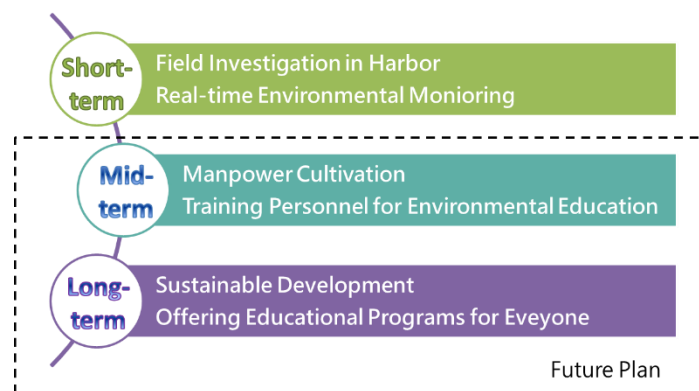 Short-
term
Field Investigation in Harbor
Real-time Environmental Monioring
Mid-
term
Manpower Cultivation
Training Personnel for Environmental Education
Long-
term
Sustainable Development
Offering Educational Programs for Eveyone
Future Plan